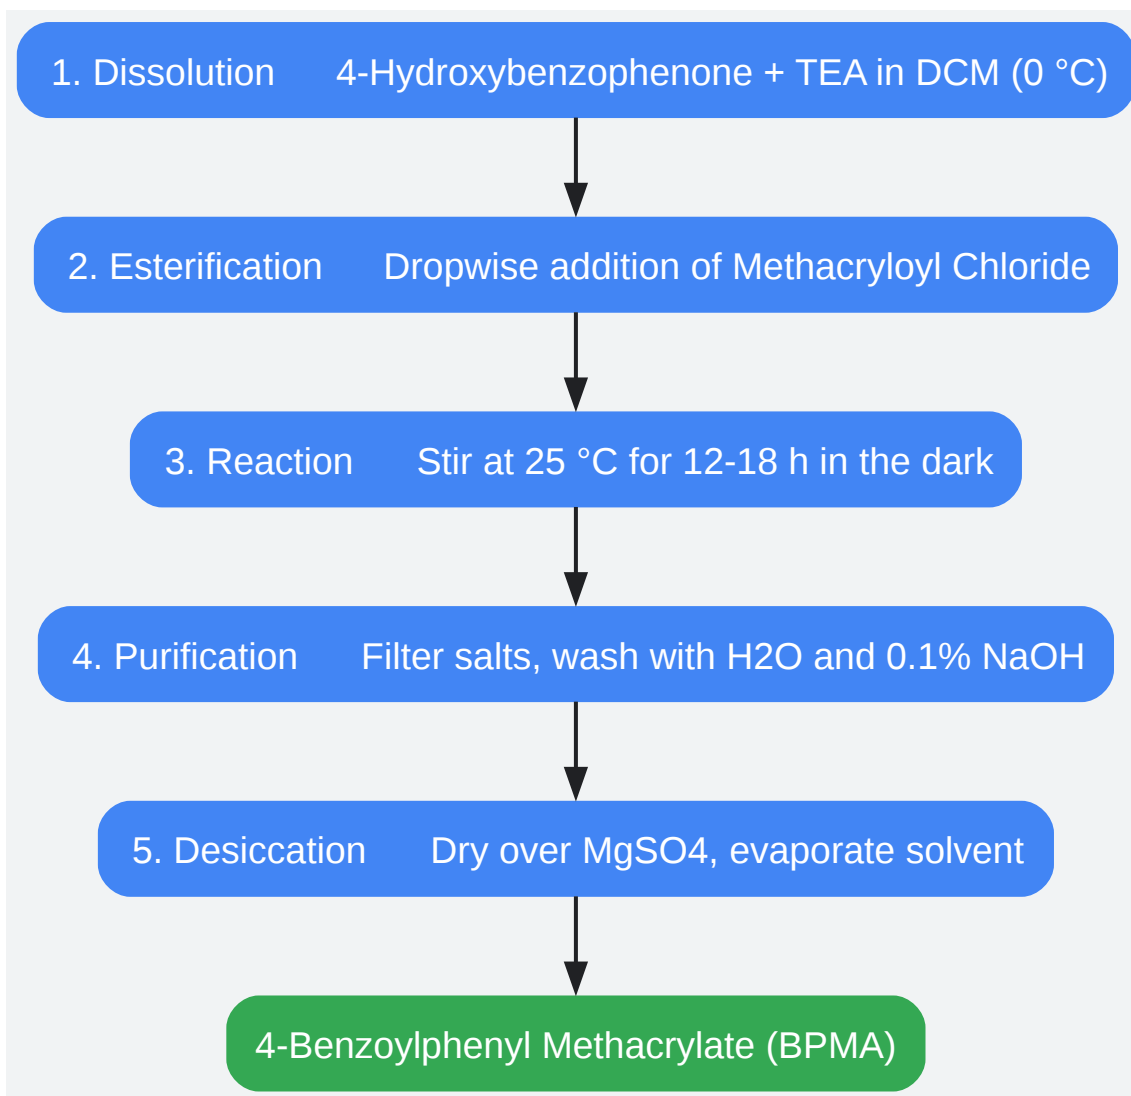 1. Dissolution 4-Hydroxybenzophenone + TEA in DCM (0 °C)
2. Esterification Dropwise addition of Methacryloyl Chloride
3. Reaction Stir at 25 °C for 12-18 h in the dark
4. Purification Filter salts, wash with H2O and 0.1% NaOH
5. Desiccation Dry over MgSO4, evaporate solvent
4-Benzoylphenyl Methacrylate (BPMA)